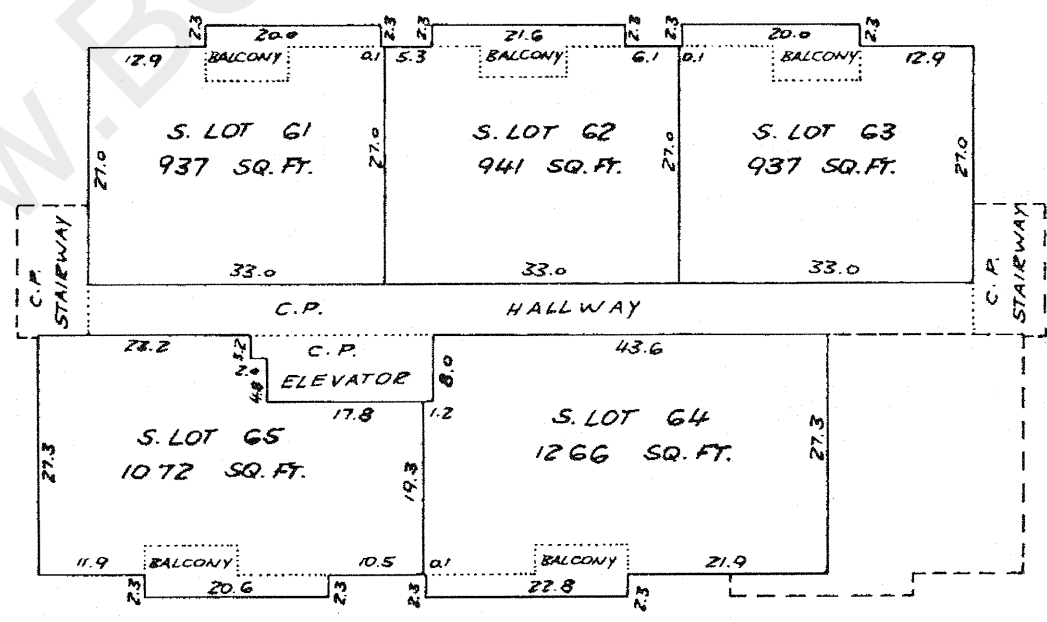 2.3 20.0 2.3 2.3 21.6 2.3 2.3 20.0 2.3
12.9 BALCONY 0.1 5.3 BALCONY 6.1 0.1 BALCONY 12.9
S. LOT 61
937 SQ. FT.
S. LOT 62
941 SQ. FT.
S. LOT 63
937 SQ. FT.
27.0 27.0 27.0 27.0
33.0 33.0 33.0
C.P.
STAIRWAY
C.P. HALLWAY
C.P.
STAIRWAY
3.2 43.6
C.P.
ELEVATOR
4.8 8.0
17.8 1.2
S. LOT 65
1072 SQ. FT.
S. LOT 64
1266 SQ. FT.
27.3 19.3 27.3
11.9 BALCONY 10.5 0.1 BALCONY 21.9
2.3 20.6 2.3 2.3 22.8 2.3